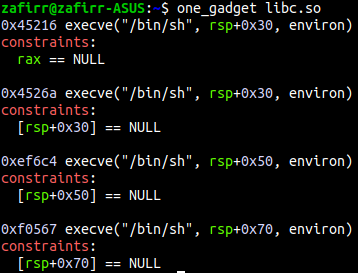 zafirr@zafirr-ASUS:~$ one_gadget libc.so
0x45216 execve("/bin/sh", rsp+0x30, environ)
constraints:
  rax == NULL

0x4526a execve("/bin/sh", rsp+0x30, environ)
constraints:
  [rsp+0x30] == NULL

0xef6c4 execve("/bin/sh", rsp+0x50, environ)
constraints:
  [rsp+0x50] == NULL

0xf0567 execve("/bin/sh", rsp+0x70, environ)
constraints:
  [rsp+0x70] == NULL